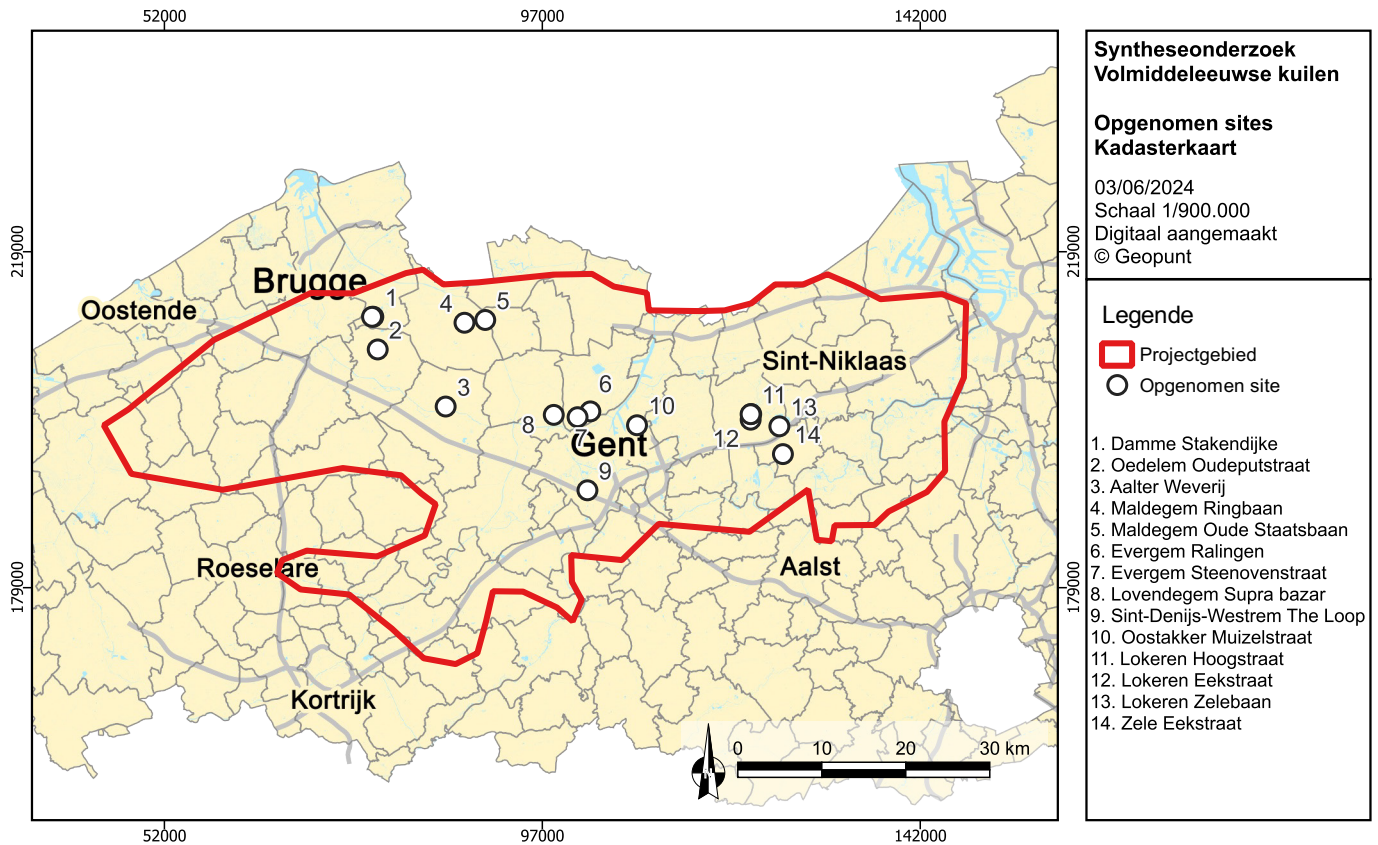 52000
97000
142000
219000
179000
Brugge
Oostende
1
2
4
5
3
Sint-Niklaas
6
7
8
Gent
9
10
11
12
13
14
Roeselare
Aalst
Kortrijk
N
0 10 20 30 km
219000
179000
52000
97000
142000
Syntheseonderzoek
Volmiddeleeuwse kuilen
Opgenomen sites
Kadasterkaart
03/06/2024
Schaal 1/900.000
Digitaal aangemaakt
© Geopunt
Legende
Projectgebied
Opgenomen site
1. Damme Stakendijke
2. Oedelem Oudeputstraat
3. Aalter Weverij
4. Maldegem Ringbaan
5. Maldegem Oude Staatsbaan
6. Evergem Ralingen
7. Evergem Steenovenstraat
8. Lovendegem Supra bazar
9. Sint-Denijs-Westrem The Loop
10. Oostakker Muizelstraat
11. Lokeren Hoogstraat
12. Lokeren Eekstraat
13. Lokeren Zelebaan
14. Zele Eekstraat